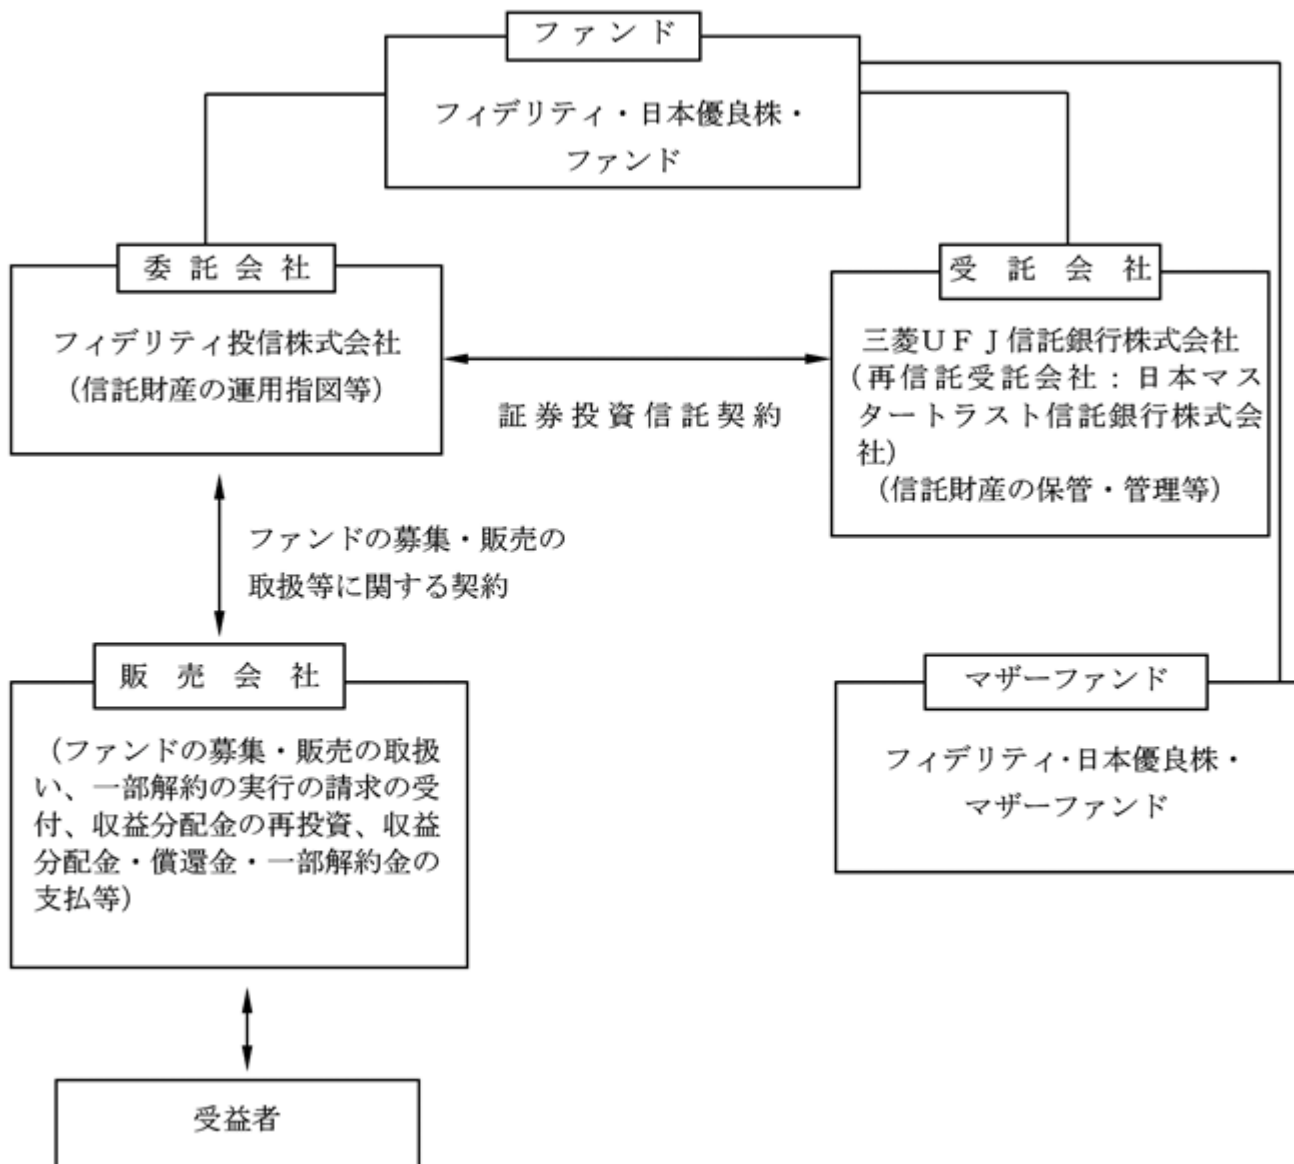 ファンド
フィデリティ・日本優良株・
ファンド
委託会社
フィデリティ投信株式会社
（信託財産の運用指図等）
証券投資信託契約
受託会社
三菱ＵＦＪ信託銀行株式会社
（再信託受託会社：日本マス
タートラスト信託銀行株式会
社）
（信託財産の保管・管理等）
ファンドの募集・販売の
取扱等に関する契約
販売会社
（ファンドの募集・販売の取扱
い、一部解約の実行の請求の受
付、収益分配金の再投資、収益
分配金・償還金・一部解約金の
支払等）
マザーファンド
フィデリティ・日本優良株・
マザーファンド
受益者